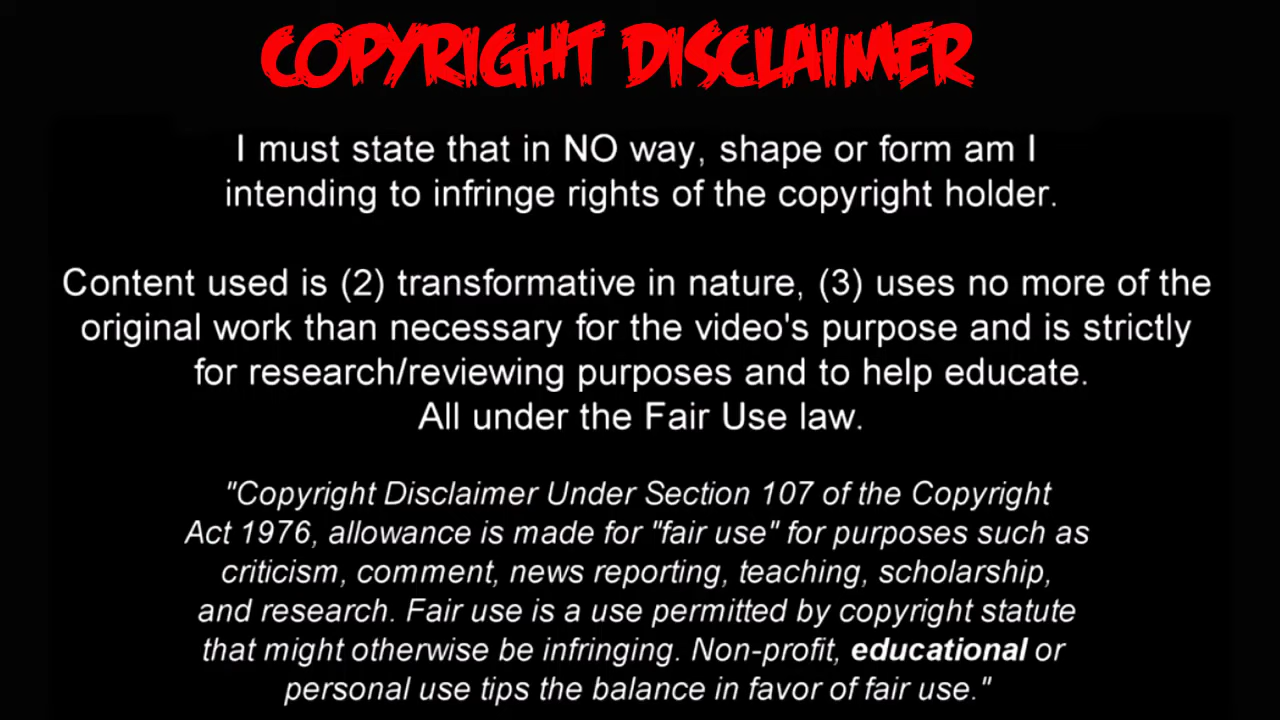 COPYRIGHT DISCLAIMER
I must state that in NO way, shape or form am I
intending to infringe rights of the copyright holder.
Content used is (2) transformative in nature, (3) uses no more of the
original work than necessary for the video's purpose and is strictly
for research/reviewing purposes and to help educate.
All under the Fair Use law.
"Copyright Disclaimer Under Section 107 of the Copyright
Act 1976, allowance is made for "fair use" for purposes such as
criticism, comment, news reporting, teaching, scholarship,
and research. Fair use is a use permitted by copyright statute
that might otherwise be infringing. Non-profit, educational or
personal use tips the balance in favor of fair use."